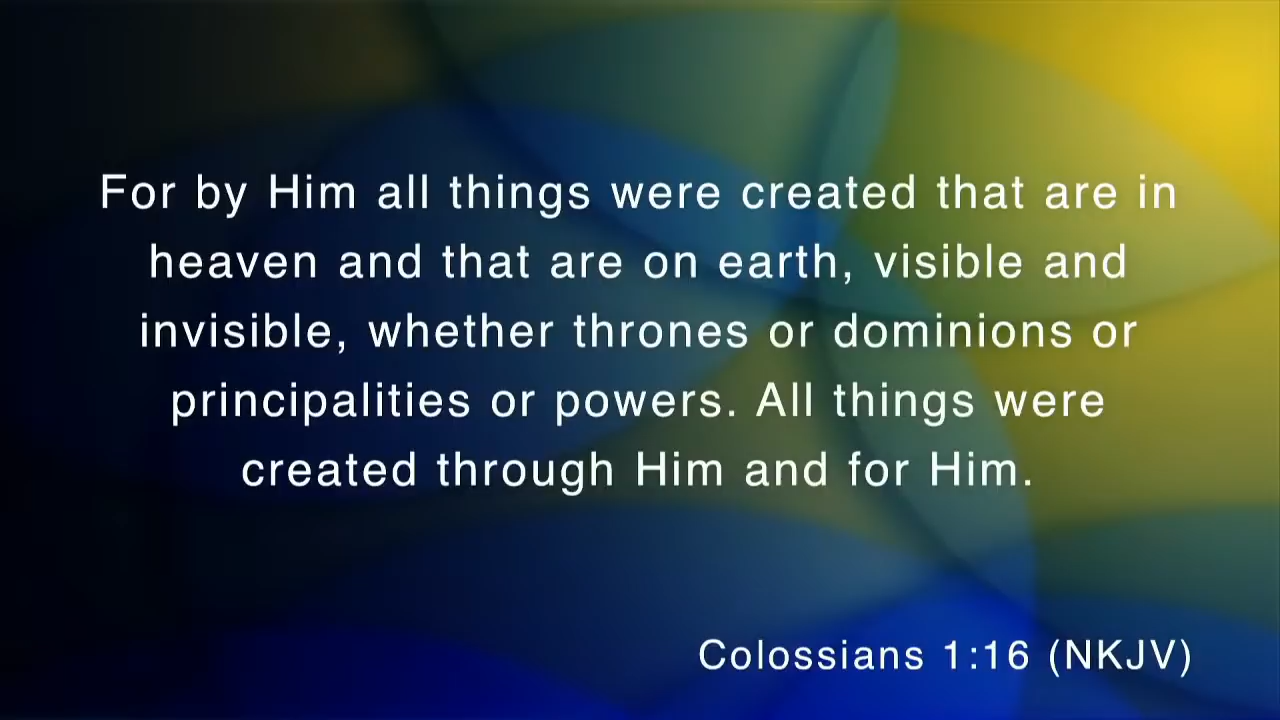 For by Him all things were created that are in
heaven and that are on earth, visible and
invisible, whether thrones or dominions or
principalities or powers. All things were
created through Him and for Him.
Colossians 1:16 (NKJV)